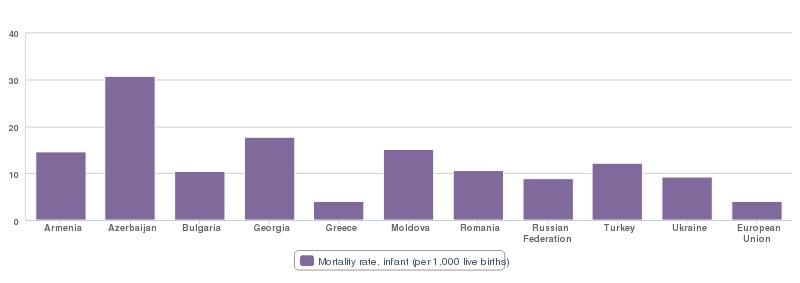 40
30
20
10
0
Armenia Azerbaijan Bulgaria Georgia Greece Moldova Romania Russian Federation Turkey Ukraine European Union
Mortality rate, infant (per 1,000 live births)